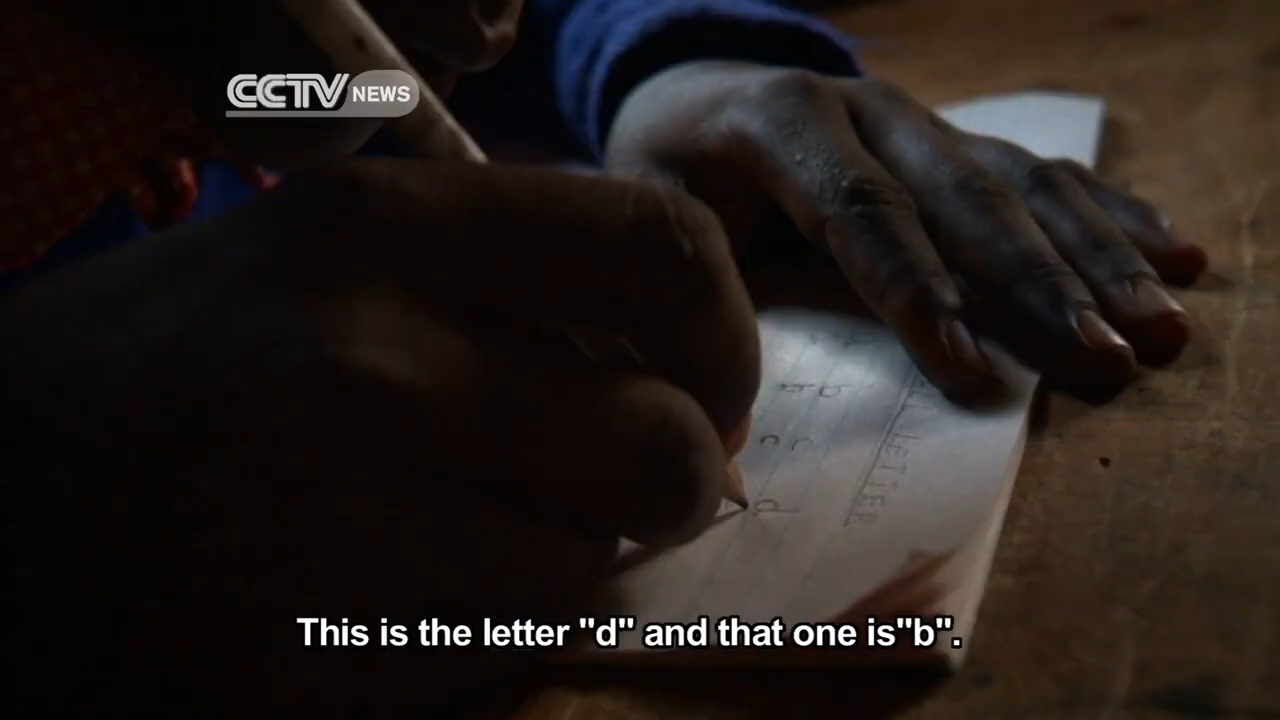 CCTV NEWS
LETTER
b b
c c
d
This is the letter "d" and that one is"b".